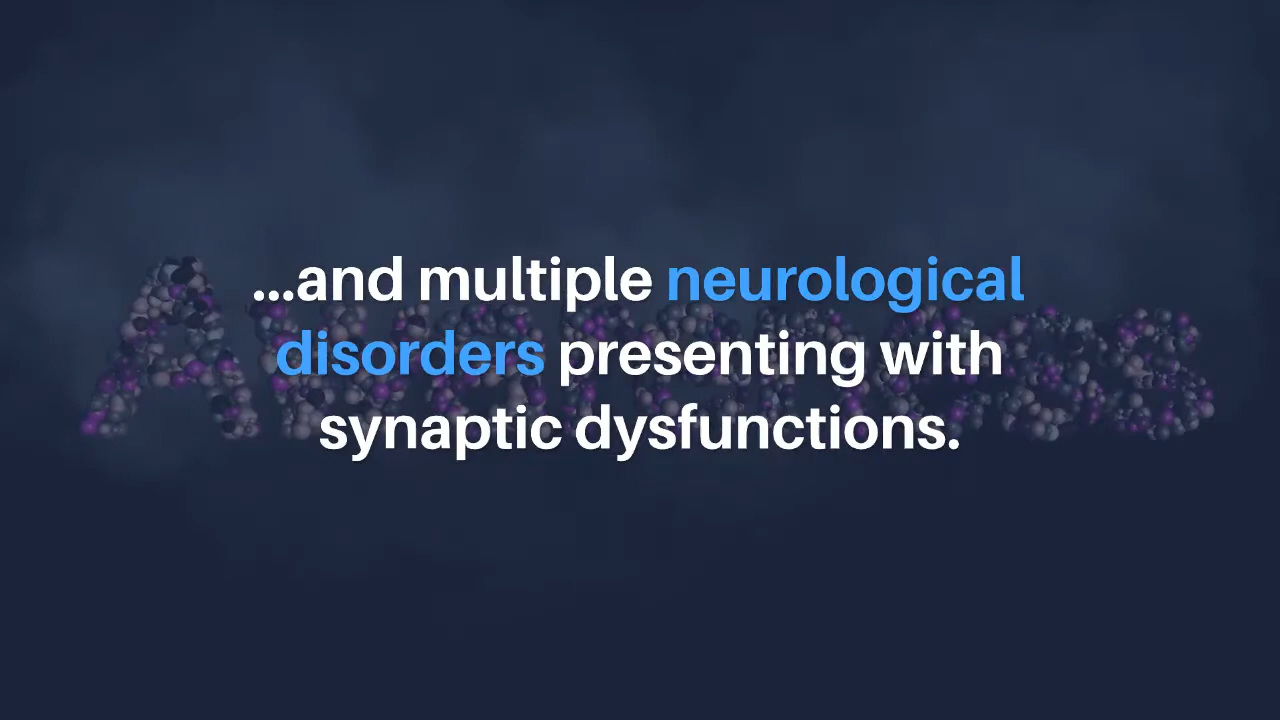 ...and multiple neurological
disorders presenting with
synaptic dysfunctions.